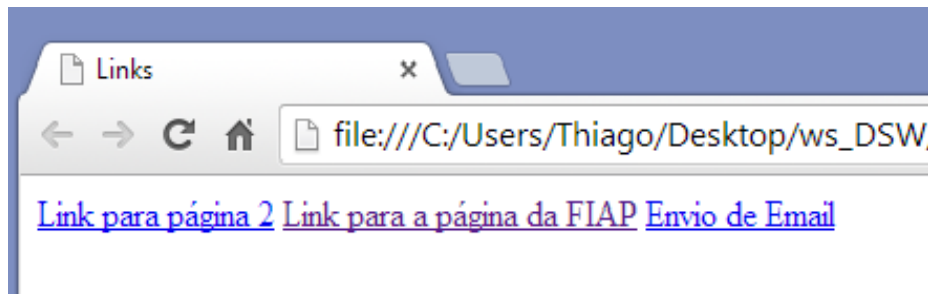 Links
file:///C:/Users/Thiago/Desktop/ws_DSW/
Link para página 2 Link para a página da FIAP Envio de Email